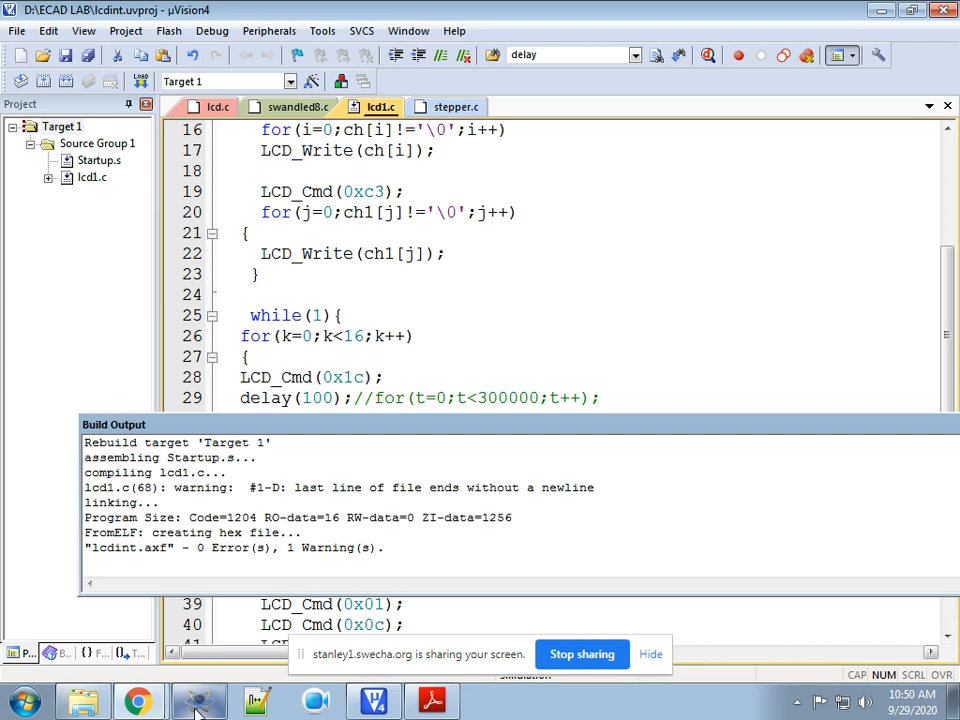 D:\ECAD LAB\lcdint.uvproj - µVision4
File Edit View Project Flash Debug Peripherals Tools SVCS Window Help
delay
LOAD Target 1
Project
lcd.c swandled8.c lcd1.c stepper.c
Target 1
Source Group 1
Startup.s
lcd1.c
16 for(i=0;ch[i]!='\0';i++)
17 LCD_Write(ch[i]);
18
19 LCD_Cmd(0xc3);
20 for(j=0;ch1[j]!='\0';j++)
21 {
22 LCD_Write(ch1[j]);
23 }
24
25 while(1){
26 for(k=0;k<16;k++)
27 {
28 LCD_Cmd(0x1c);
29 delay(100);//for(t=0;t<300000;t++);
Build Output
Rebuild target 'Target 1'
assembling Startup.s...
compiling lcd1.c...
lcd1.c(68): warning:  #1-D: last line of file ends without a newline
linking...
Program Size: Code=1204 RO-data=16 RW-data=0 ZI-data=1256
FromELF: creating hex file...
"lcdint.axf" - 0 Error(s), 1 Warning(s).
39 LCD_Cmd(0x01);
40 LCD_Cmd(0x0c);
P... B... {} F... T...
stanley1.swecha.org is sharing your screen. Stop sharing Hide
CAP NUM SCRL OVR
10:50 AM
9/29/2020